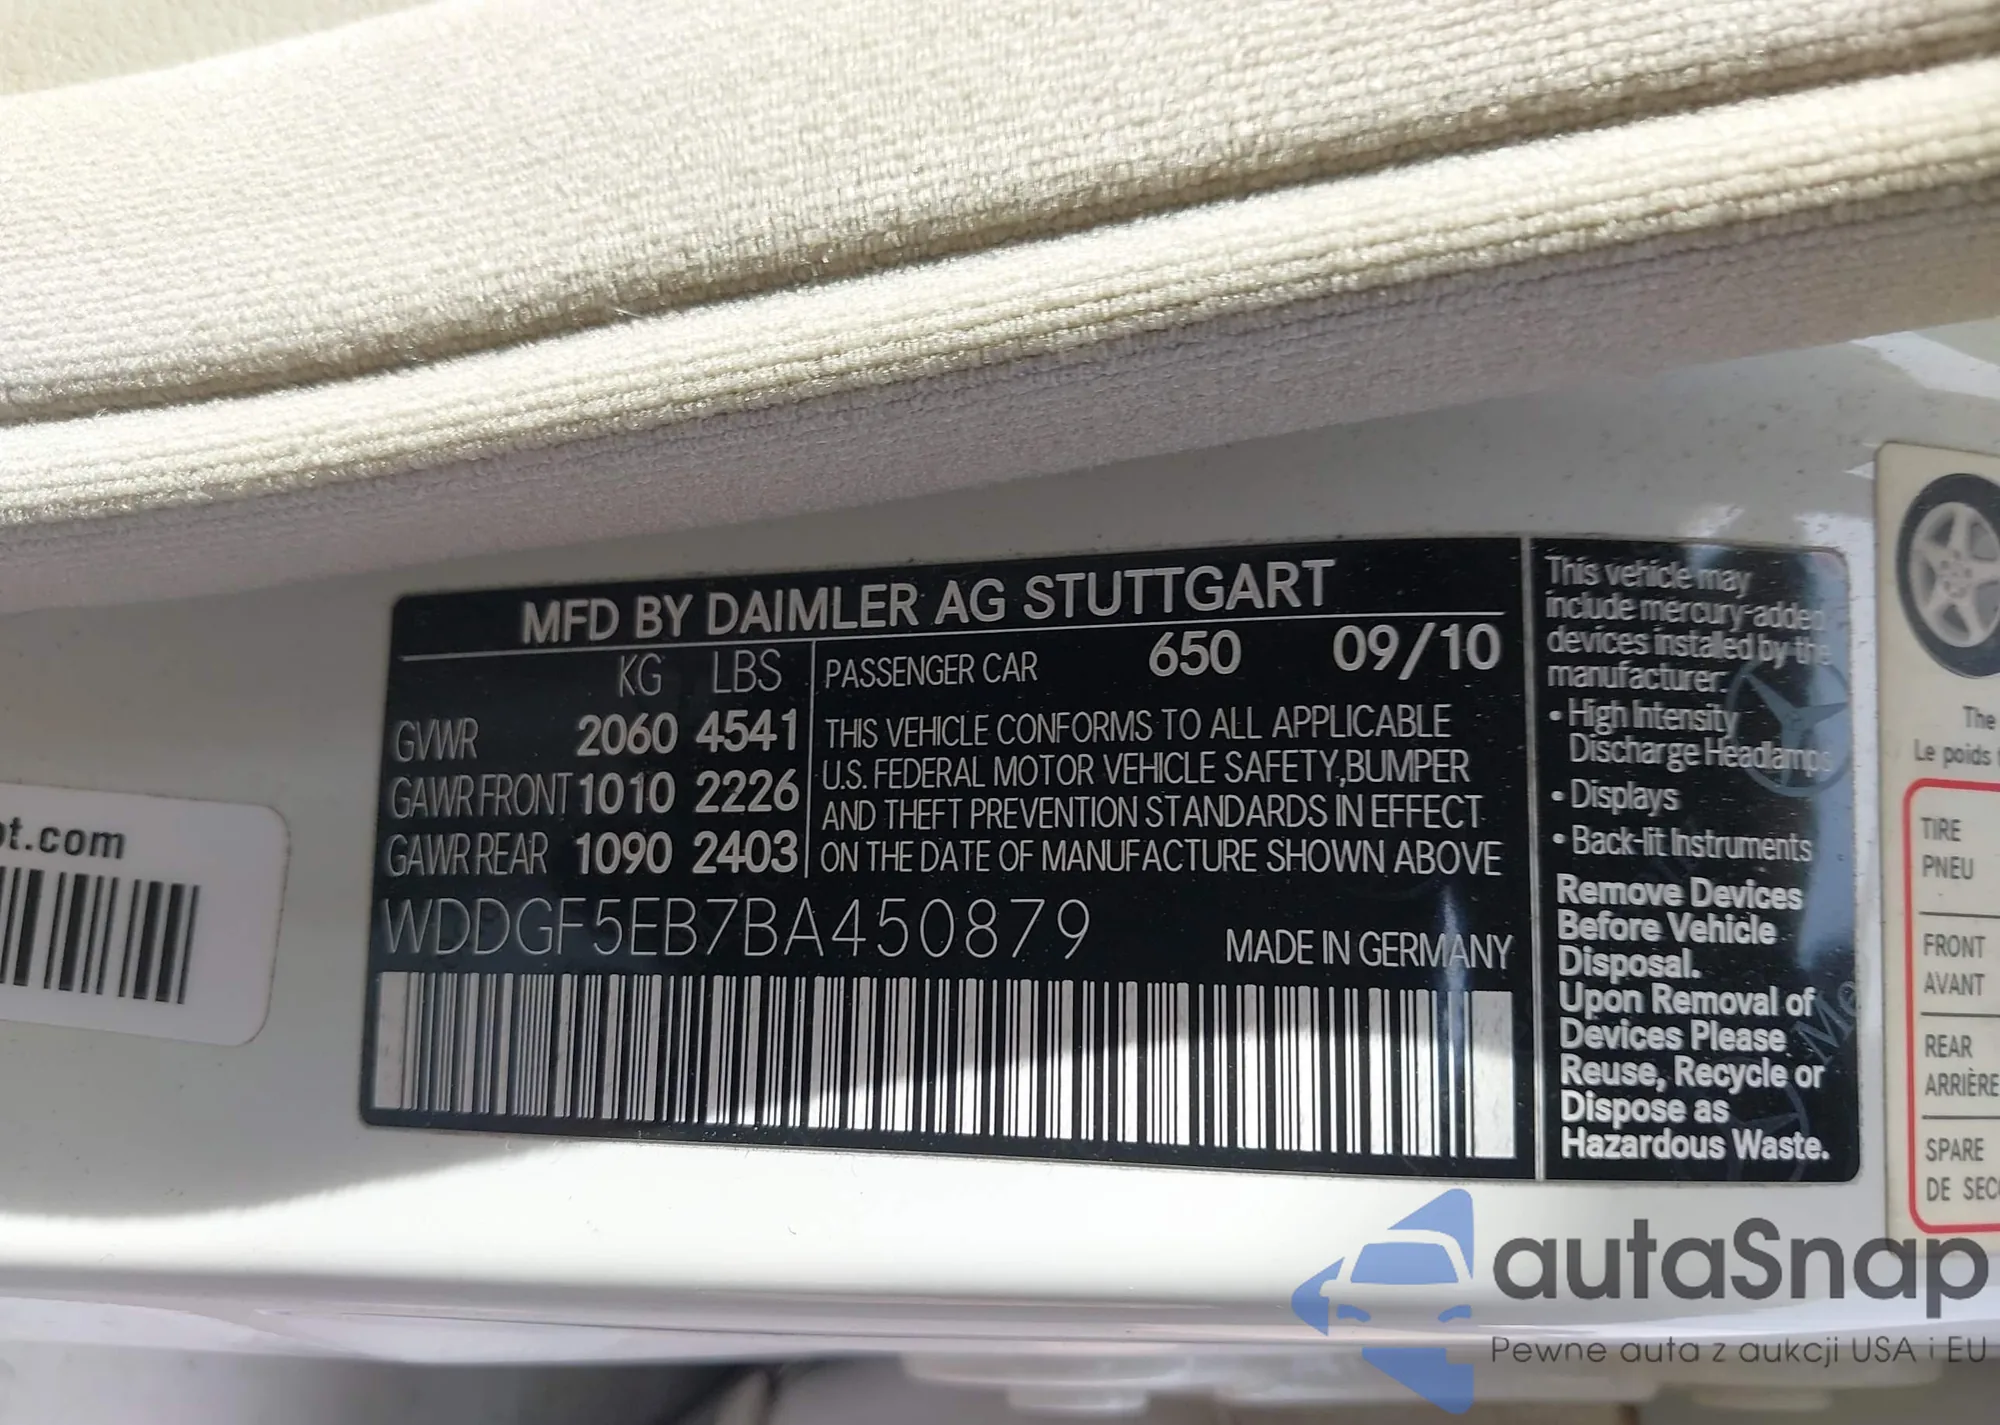 MFD BY DAIMLER AG STUTTGART
KG LBS
GVWR 2060 4541
GAWR FRONT 1010 2226
GAWR REAR 1090 2403
PASSENGER CAR 650 09/10
THIS VEHICLE CONFORMS TO ALL APPLICABLE
U.S. FEDERAL MOTOR VEHICLE SAFETY, BUMPER
AND THEFT PREVENTION STANDARDS IN EFFECT
ON THE DATE OF MANUFACTURE SHOWN ABOVE
WDDGF5EB7BA450879
MADE IN GERMANY
This vehicle may
include mercury-added
devices installed by the
manufacturer:
• High Intensity
Discharge Headlamps
• Displays
• Back-lit Instruments
Remove Devices
Before Vehicle
Disposal.
Upon Removal of
Devices Please
Reuse, Recycle or
Dispose as
Hazardous Waste.
t.com
The
Le poids
TIRE
PNEU
FRONT
AVANT
REAR
ARRIÈRE
SPARE
DE SEC
autaSnap
Pewne auta z aukcji USA i EU